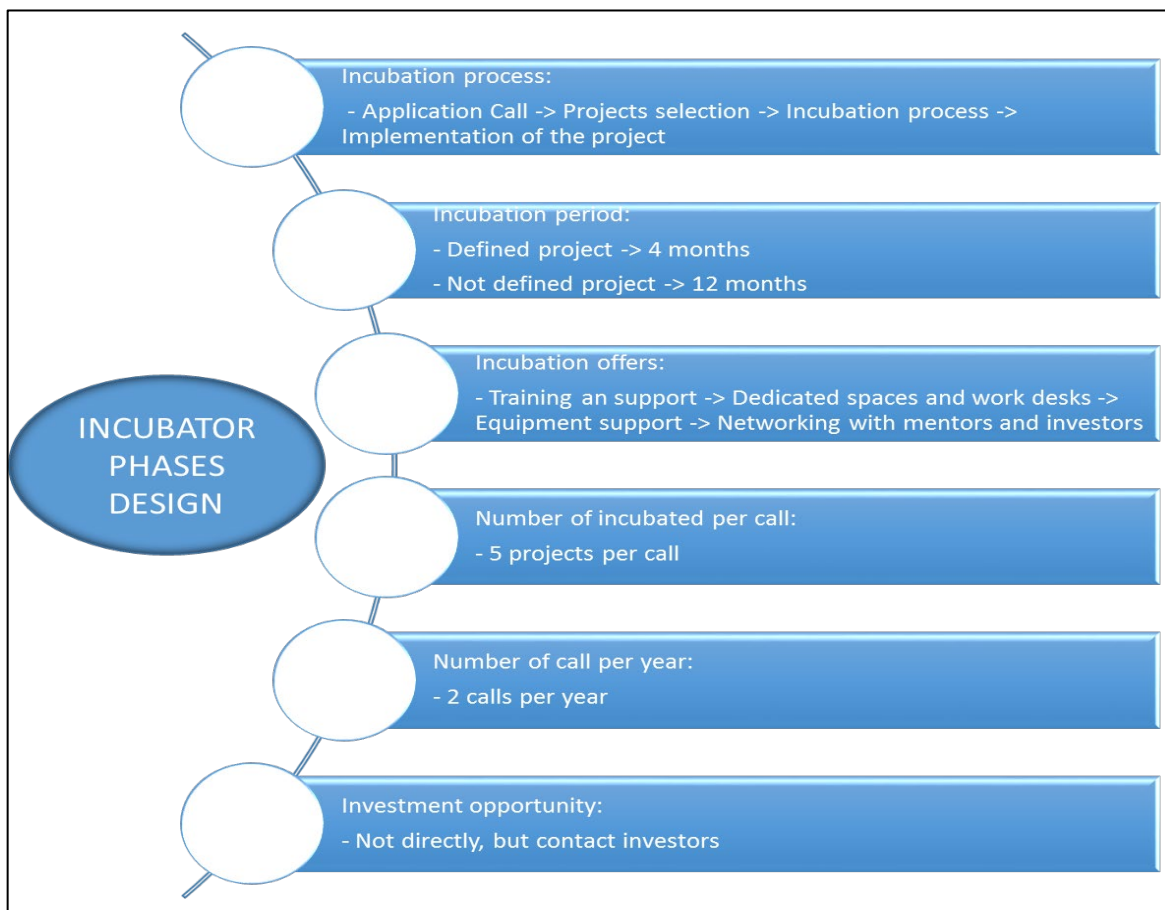 Incubation process:
- Application Call -> Projects selection -> Incubation process ->
Implementation of the project
Incubation period:
- Defined project -> 4 months
- Not defined project -> 12 months
Incubation offers:
- Training an support -> Dedicated spaces and work desks ->
Equipment support -> Networking with mentors and investors
INCUBATOR
PHASES
DESIGN
Number of incubated per call:
- 5 projects per call
Number of call per year:
- 2 calls per year
Investment opportunity:
- Not directly, but contact investors